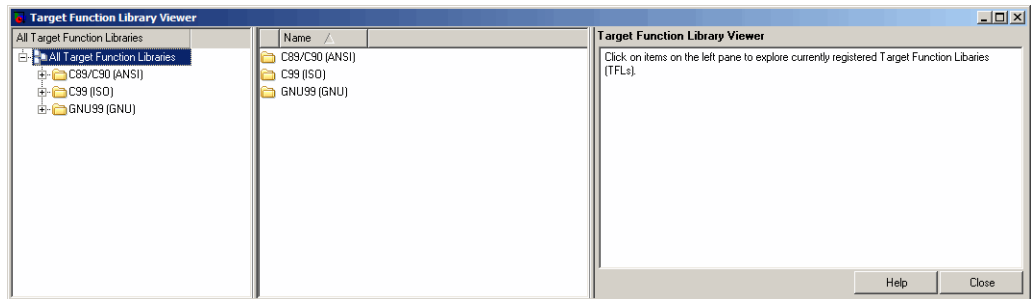 Target Function Library Viewer
All Target Function Libraries
All Target Function Libraries
C89/C90 (ANSI)
C99 (ISO)
GNU99 (GNU)
Name
C89/C90 (ANSI)
C99 (ISO)
GNU99 (GNU)
Target Function Library Viewer
Click on items on the left pane to explore currently registered Target Function Libaries
(TFLs).
Help
Close